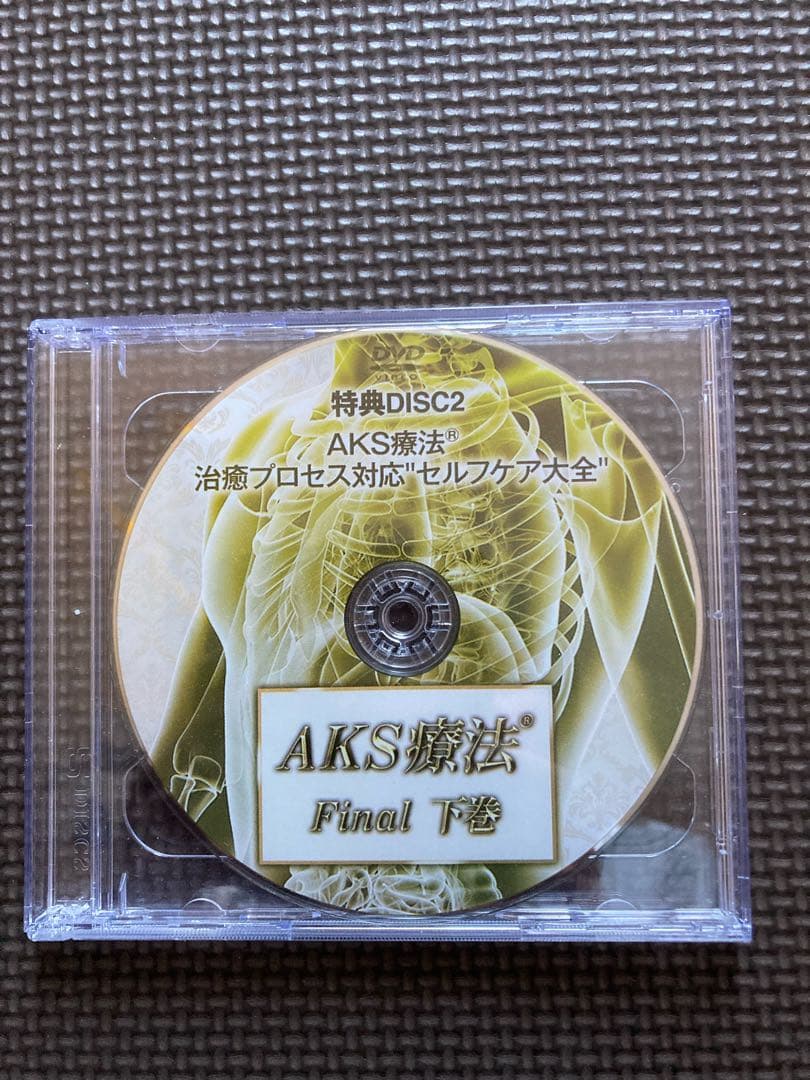 DVD
VIDEO
特典DISC2
AKS療法®
治癒プロセス対応"セルフケア大全"
AKS療法®
Final 下巻